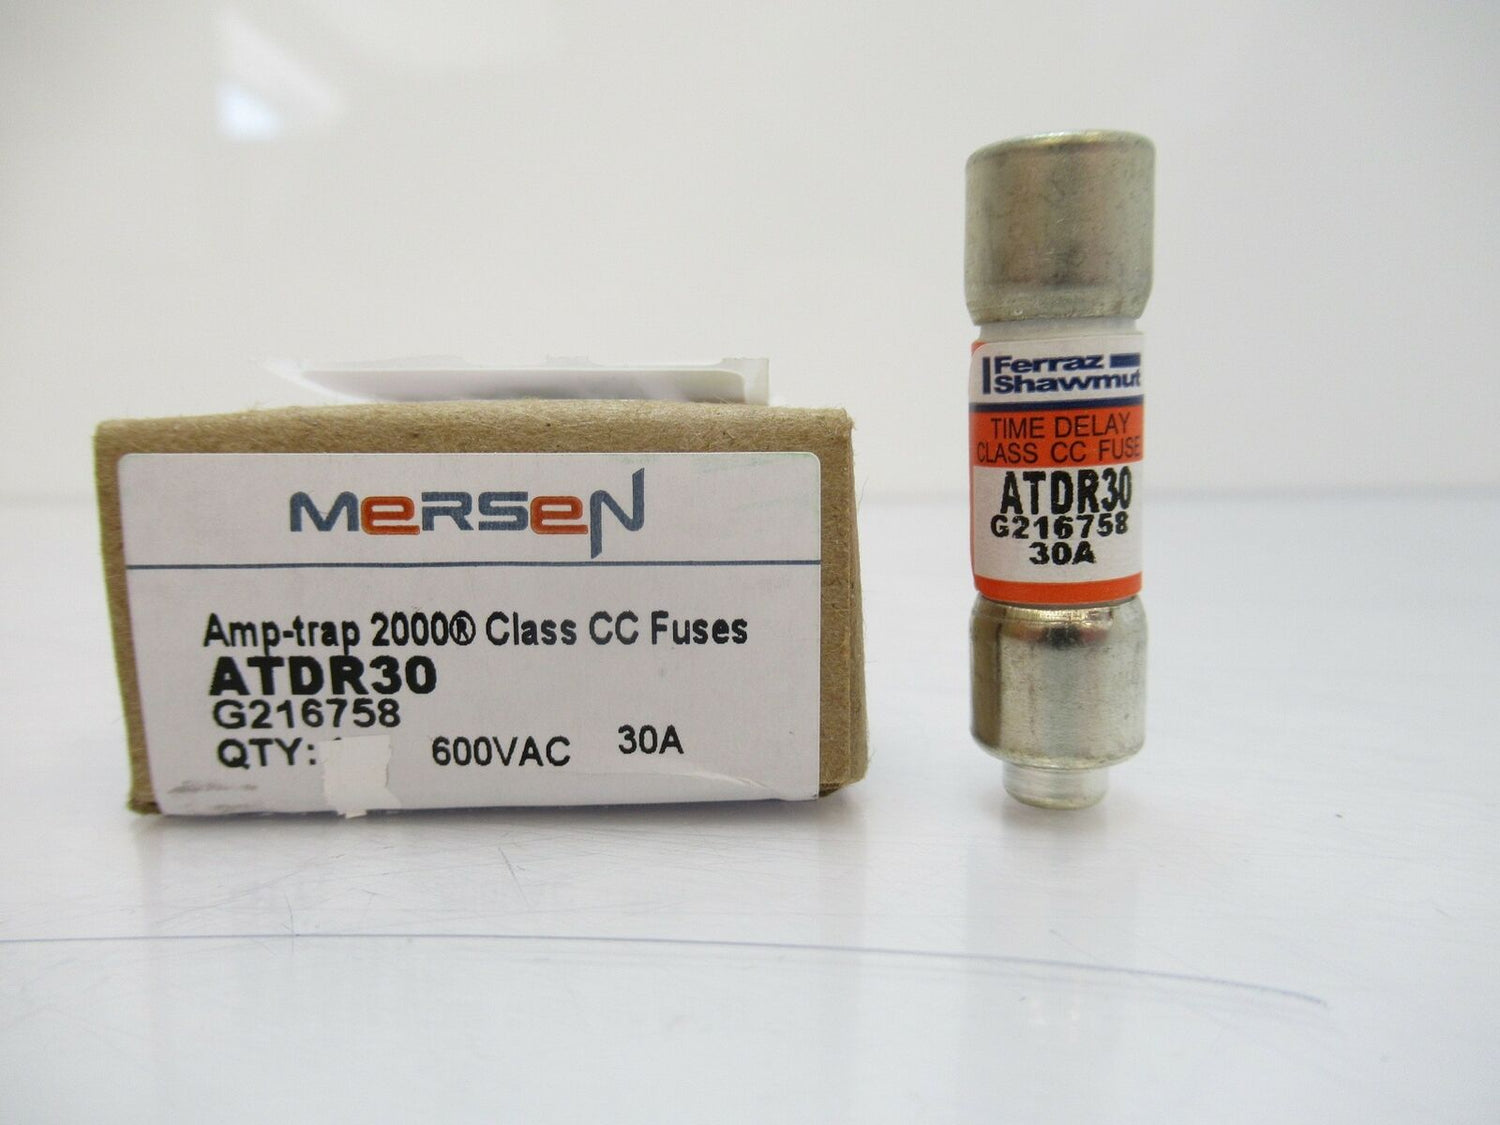 MERSEN
Amp-trap 2000® Class CC Fuses
ATDR30
G216758
QTY:
600VAC 30A
Ferraz
Shawmut
TIME DELAY
CLASS CC FUSE
ATDR30
G216758
30A